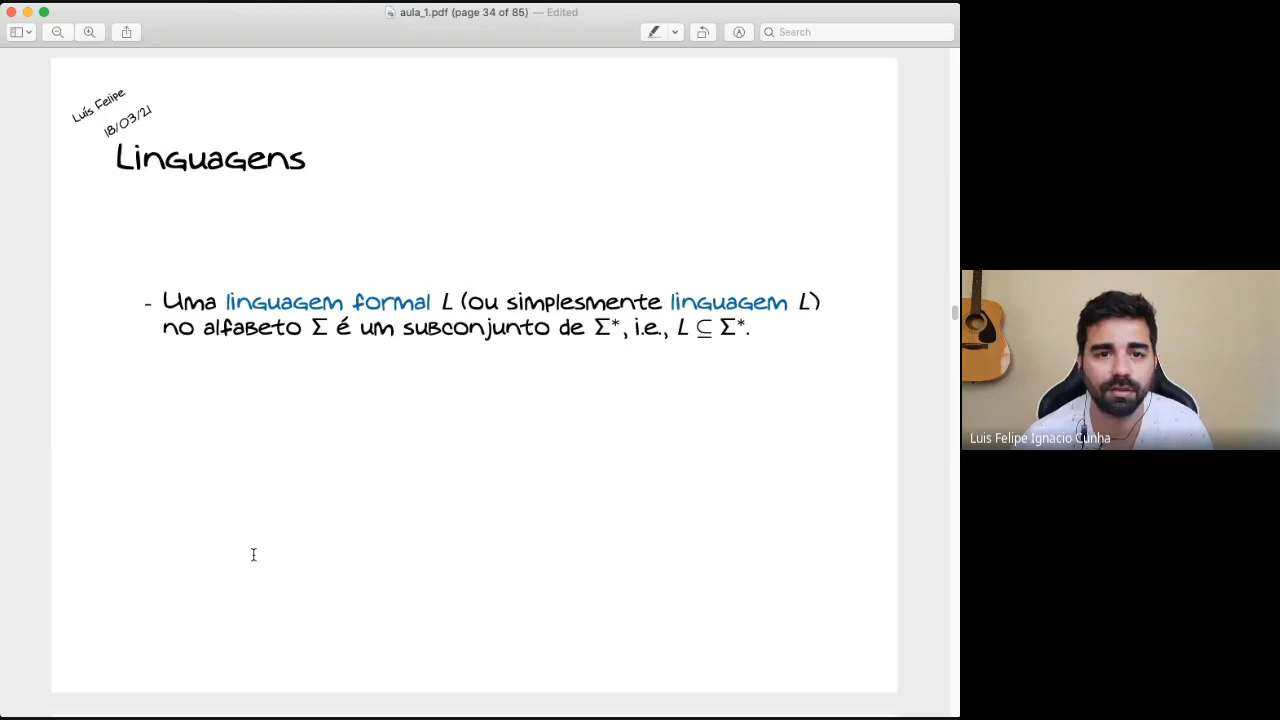 aula_1.pdf (page 34 of 85) — Edited
Search
Luís Felipe
18/03/21
Linguagens
- Uma linguagem formal L (ou simplesmente linguagem L)
no alfabeto Σ é um subconjunto de Σ*, i.e., L ⊆ Σ*.
Luis Felipe Ignacio Cunha